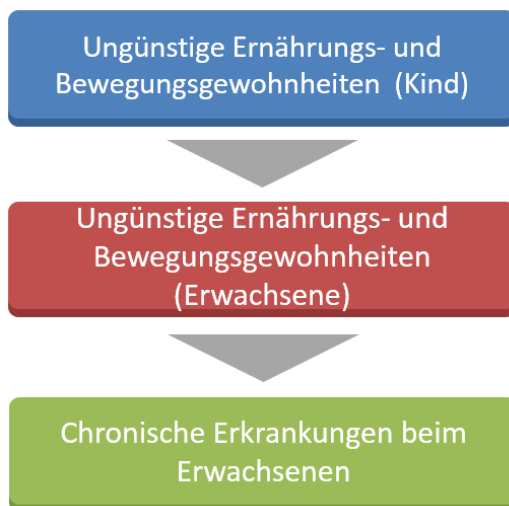 Ungünstige Ernährungs- und
Bewegungsgewohnheiten (Kind)
Ungünstige Ernährungs- und
Bewegungsgewohnheiten
(Erwachsene)
Chronische Erkrankungen beim
Erwachsenen